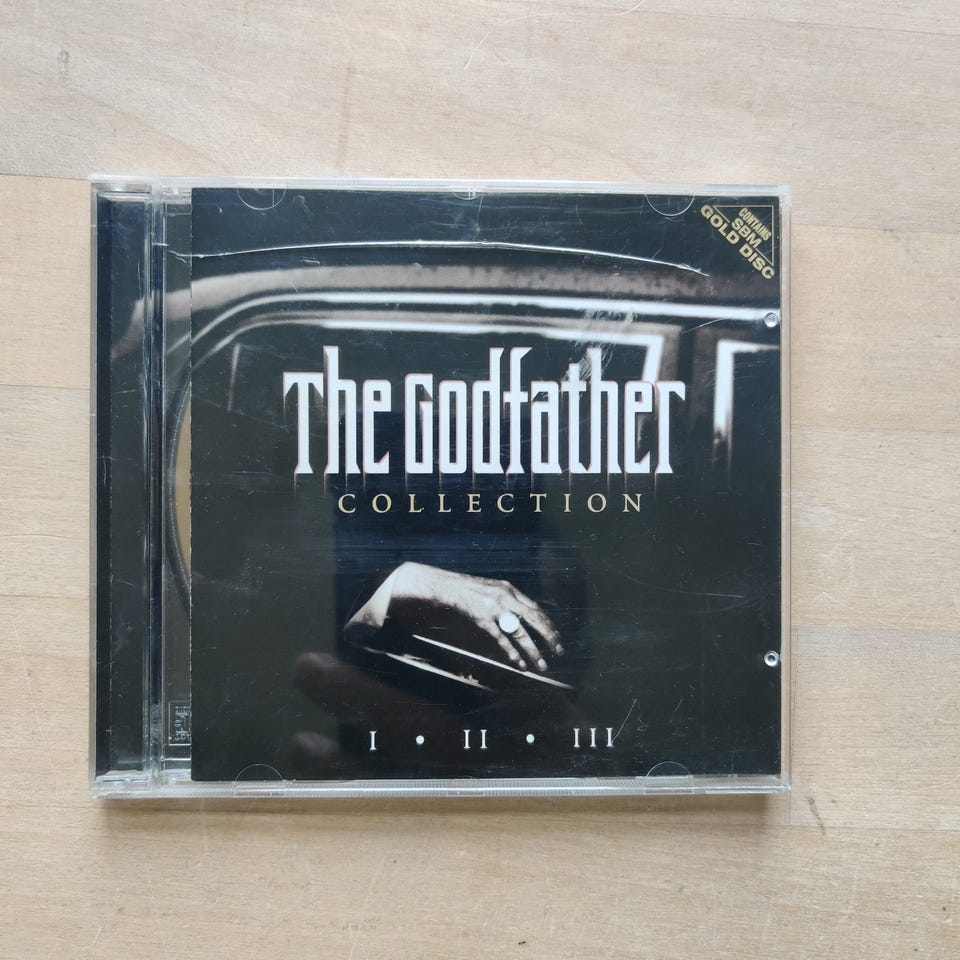 CONTAINS
SBM
GOLD DISC
The Godfather
COLLECTION
I • II • III